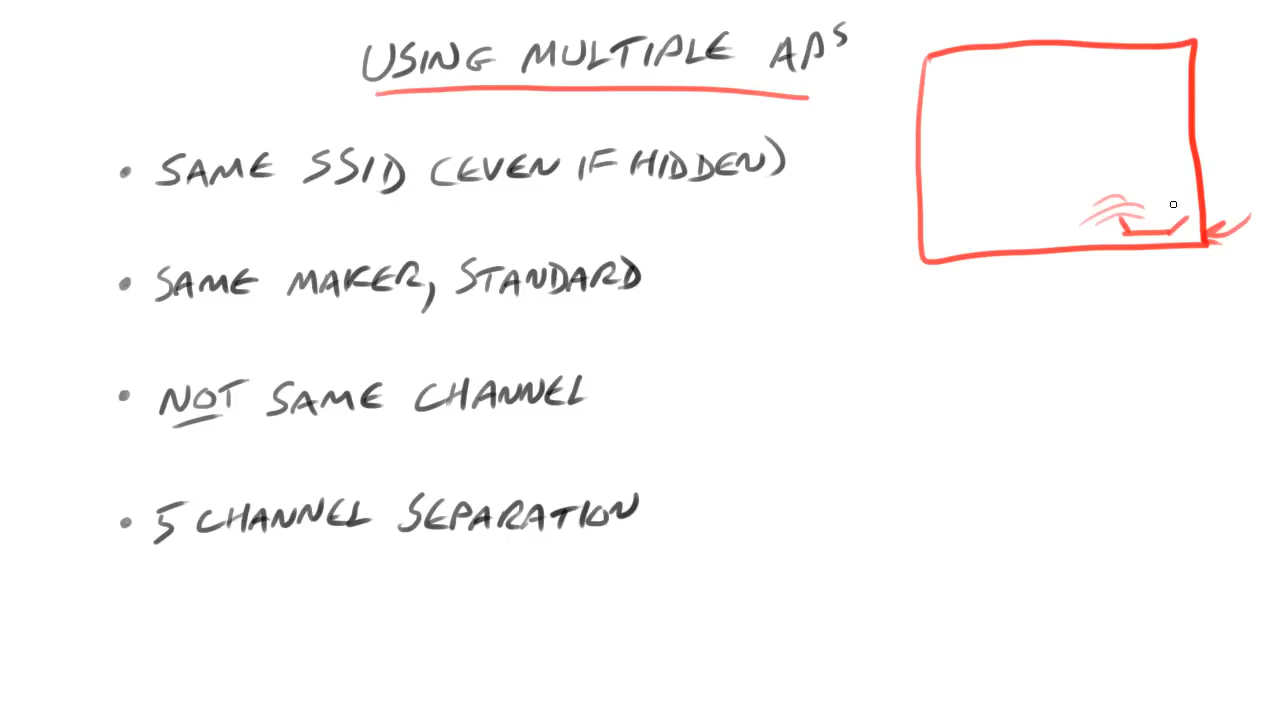 USING MULTIPLE APS
• SAME SSID (EVEN IF HIDDEN)
• SAME MAKER, STANDARD
• NOT SAME CHANNEL
• 5 CHANNEL SEPARATION